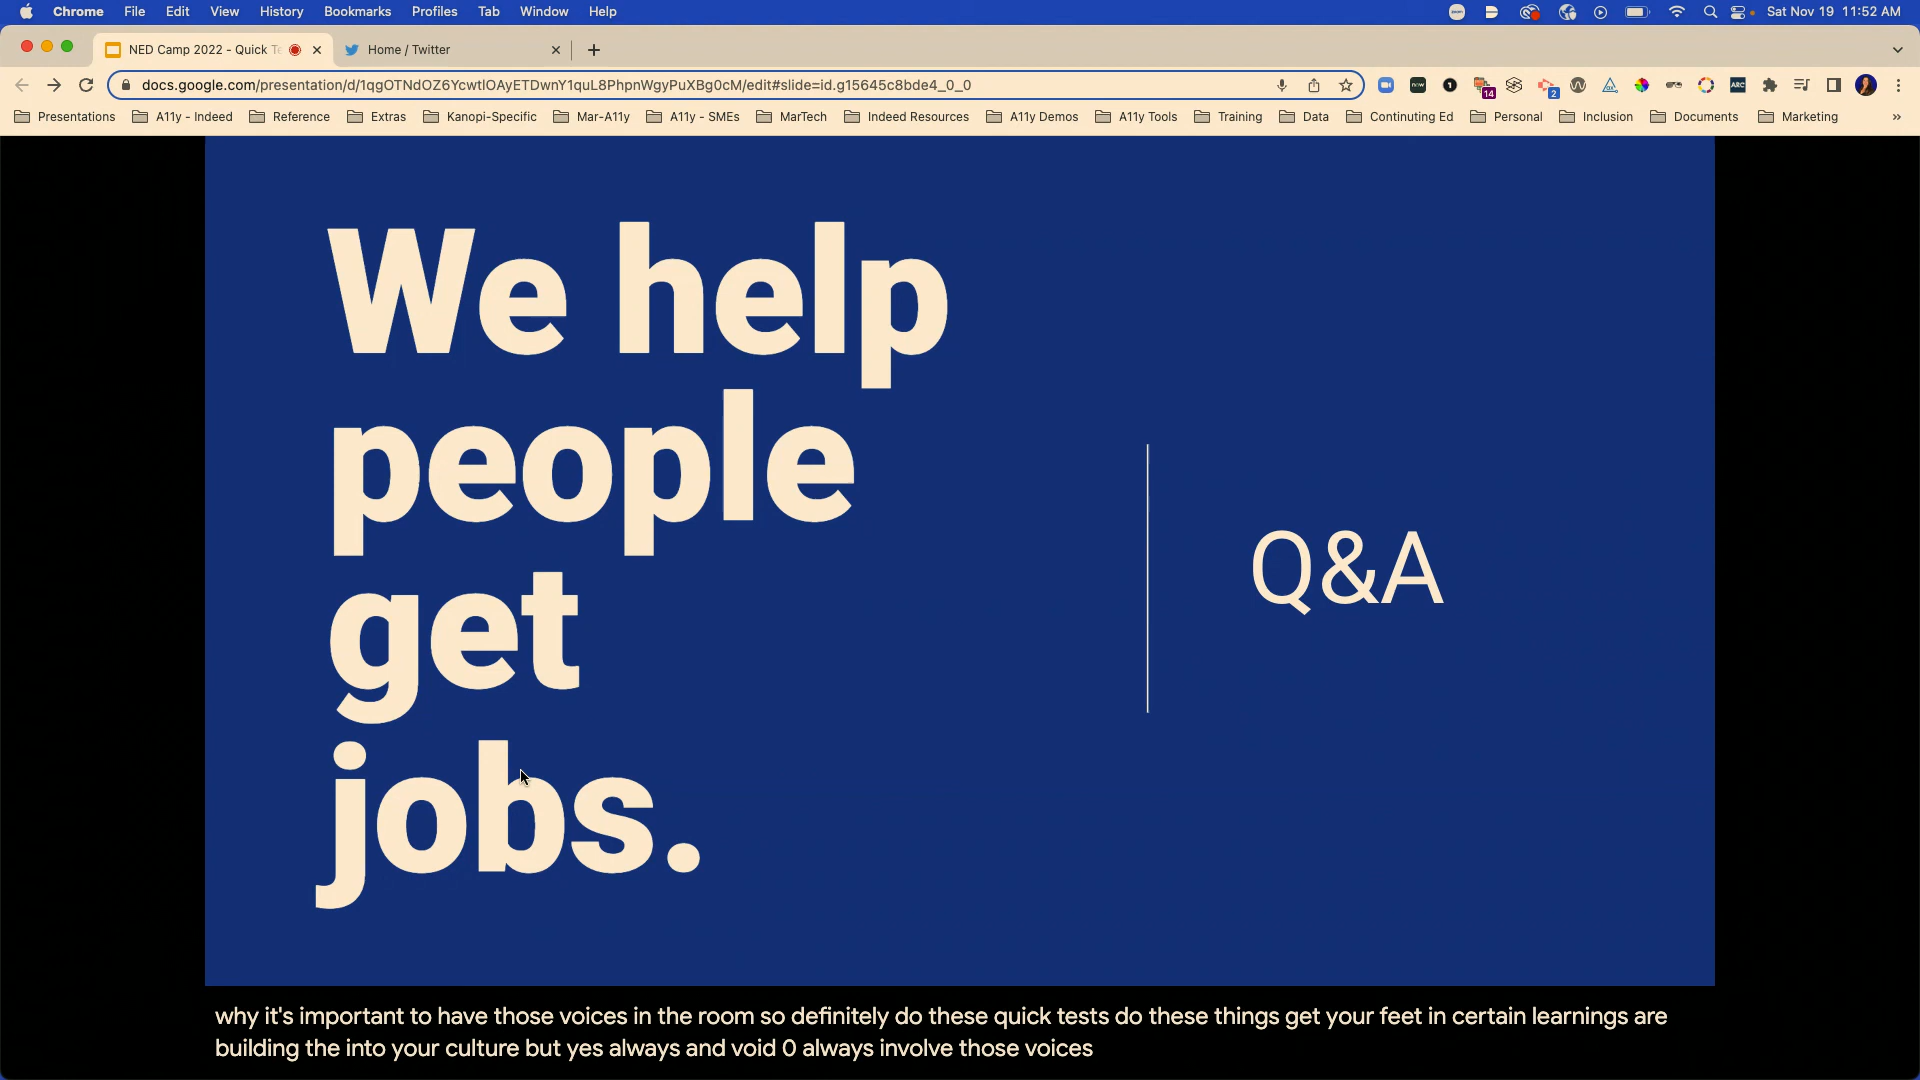 Chrome File Edit View History Bookmarks Profiles Tab Window Help Sat Nov 19 11:52 AM
NED Camp 2022 - Quick Home / Twitter
docs.google.com/presentation/d/1qgOTNdOZ6YcwtlOAyETDwnY1quL8PhpnWgyPuXBg0cM/edit#slide=id.g15645c8bde4_0_0 now 1 14 2 ARC
Presentations A11y - Indeed Reference Extras Kanopi-Specific Mar-A11y A11y - SMEs MarTech Indeed Resources A11y Demos A11y Tools Training Data Continuting Ed Personal Inclusion Documents Marketing »
We help
people
get
jobs.
Q&A
why it's important to have those voices in the room so definitely do these quick tests do these things get your feet in certain learnings are
building the into your culture but yes always and void 0 always involve those voices